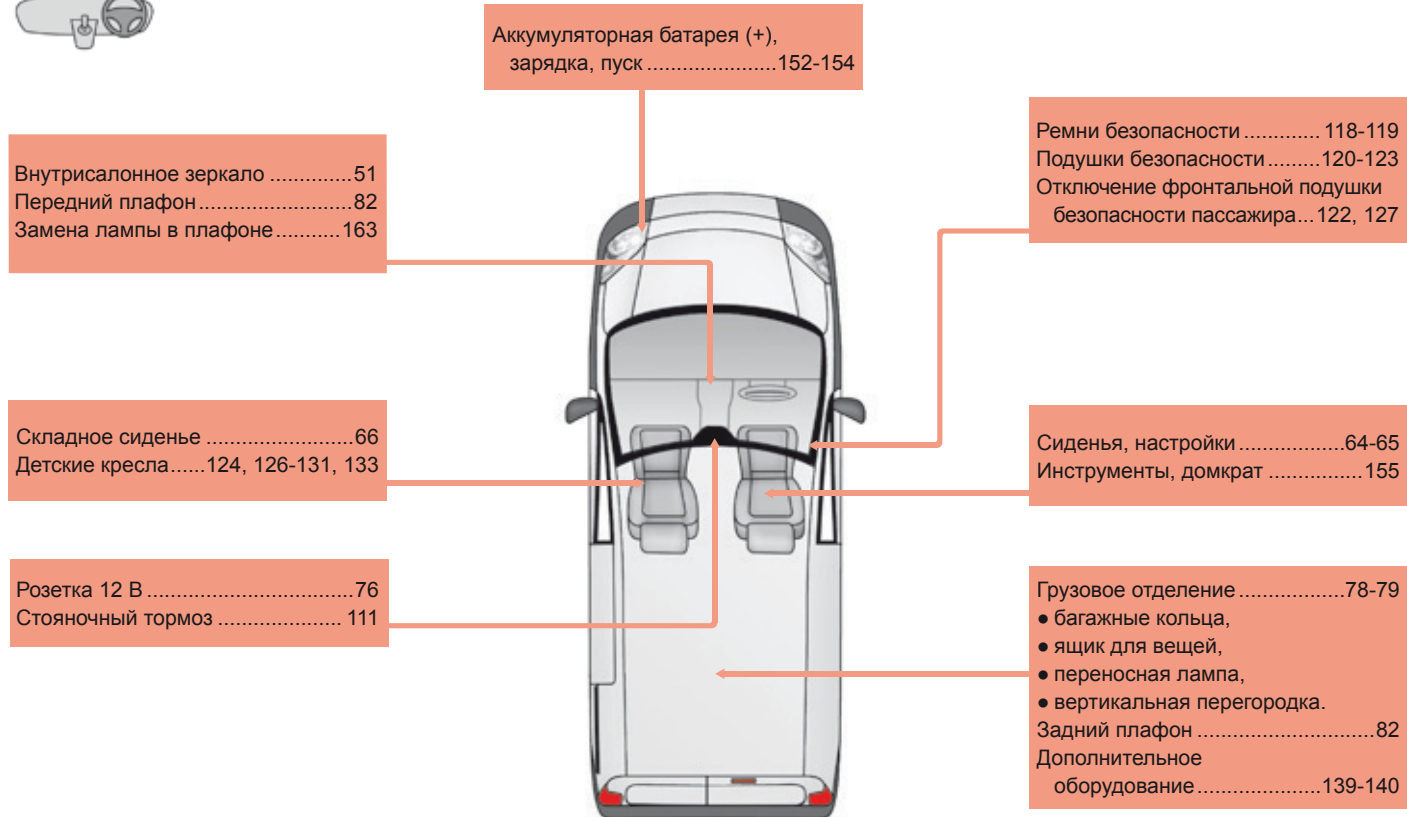 Аккумуляторная батарея (+),
зарядка, пуск ......................152-154
Внутрисалонное зеркало ..............51
Передний плафон..........................82
Замена лампы в плафоне...........163
Ремни безопасности ............. 118-119
Подушки безопасности .........120-123
Отключение фронтальной подушки
безопасности пассажира...122, 127
Складное сиденье .........................66
Детские кресла......124, 126-131, 133
Сиденья, настройки ..................64-65
Инструменты, домкрат ................155
Розетка 12 В ...................................76
Стояночный тормоз ..................... 111
Грузовое отделение ..................78-79
● багажные кольца,
● ящик для вещей,
● переносная лампа,
● вертикальная перегородка.
Задний плафон ..............................82
Дополнительное
оборудование .....................139-140